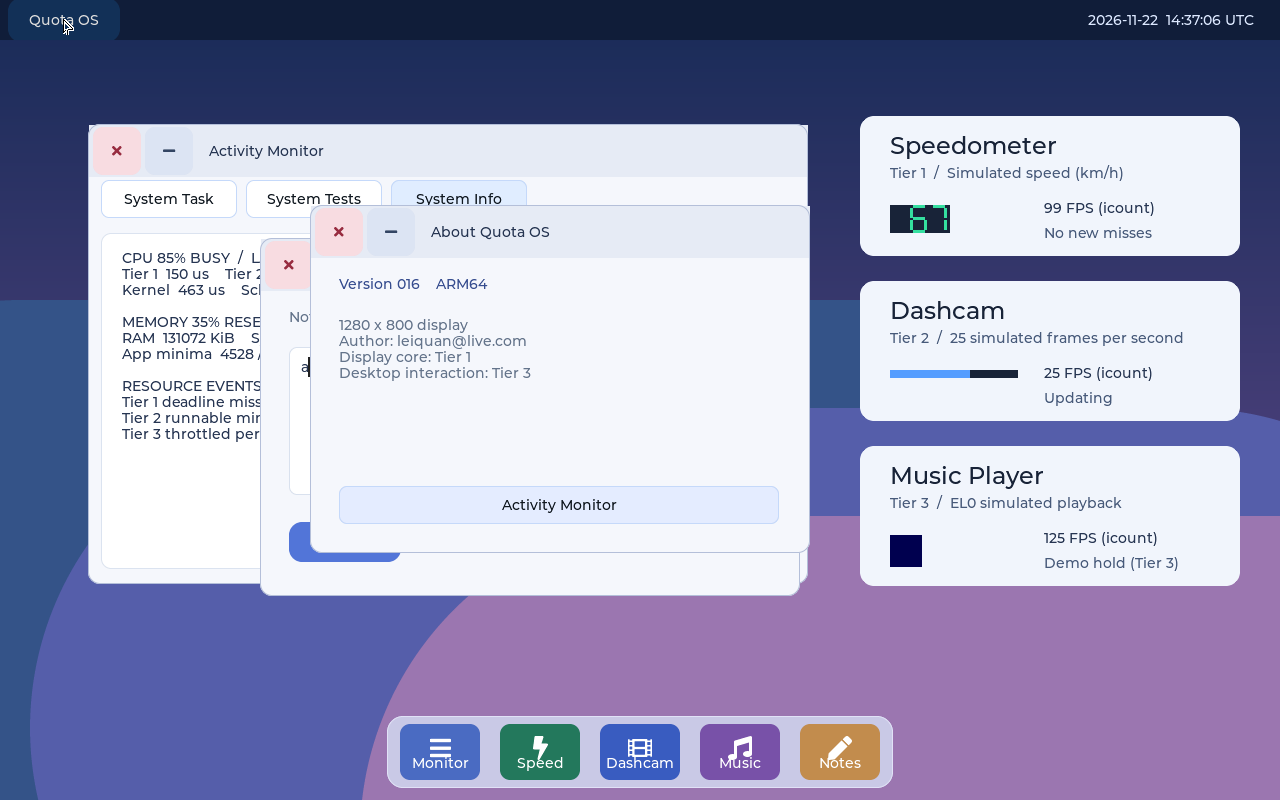 Quota OS
2026-11-22 14:37:06 UTC
Activity Monitor
System Task
System Tests
System Info
CPU 85% BUSY / L
Tier 1 150 us Tier 2
Kernel 463 us
MEMORY 35% RESE
RAM 131072 KiB S
App minima 4528 /
RESOURCE EVENTS
Tier 1 deadline miss
Tier 2 runnable
Tier 3 throttled per
a
About Quota OS
Version 016 ARM64
1280 x 800 display
Author: leiquan@live.com
Display core: Tier 1
Desktop interaction: Tier 3
Activity Monitor
Speedometer
Tier 1 / Simulated speed (km/h)
67
99 FPS (icount)
No new misses
Dashcam
Tier 2 / 25 simulated frames per second
25 FPS (icount)
Updating
Music Player
Tier 3 / EL0 simulated playback
125 FPS (icount)
Demo hold (Tier 3)
Monitor
Speed
Dashcam
Music
Notes